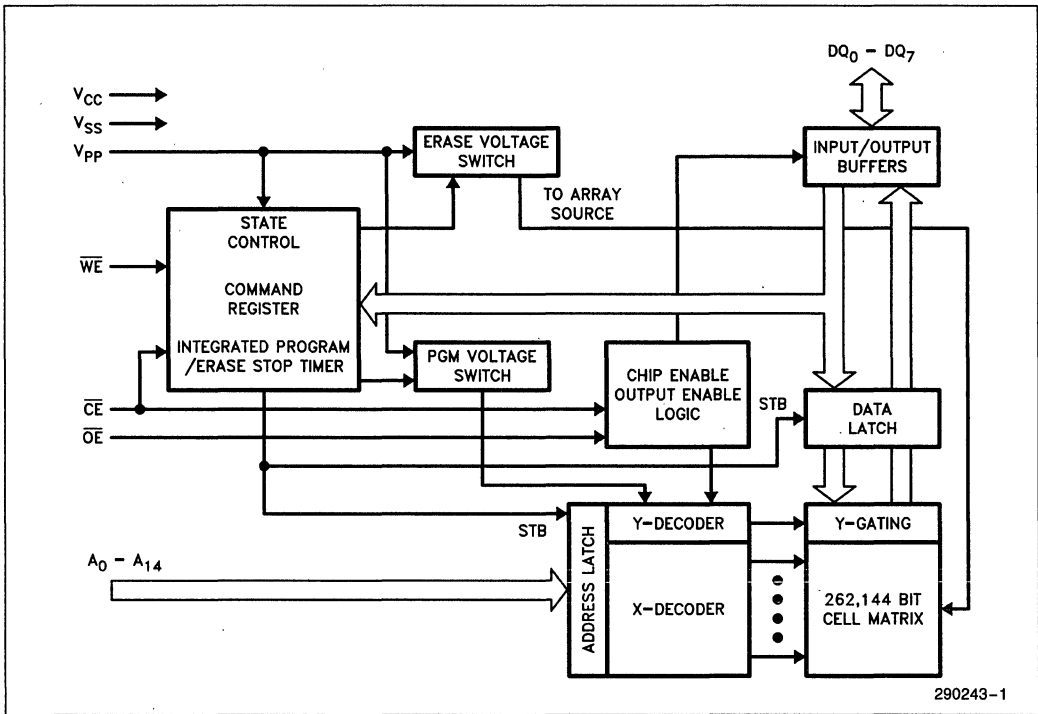 DQ0 - DQ7
VCC
VSS
VPP
ERASE VOLTAGE
SWITCH
INPUT/OUTPUT
BUFFERS
TO ARRAY
SOURCE
STATE
CONTROL
WE
COMMAND
REGISTER
INTEGRATED PROGRAM
/ERASE STOP TIMER
PGM VOLTAGE
SWITCH
CHIP ENABLE
OUTPUT ENABLE
LOGIC
CE
OE
STB
DATA
LATCH
STB
ADDRESS LATCH
Y-DECODER
Y-GATING
A0 - A14
X-DECODER
262,144 BIT
CELL MATRIX
290243-1